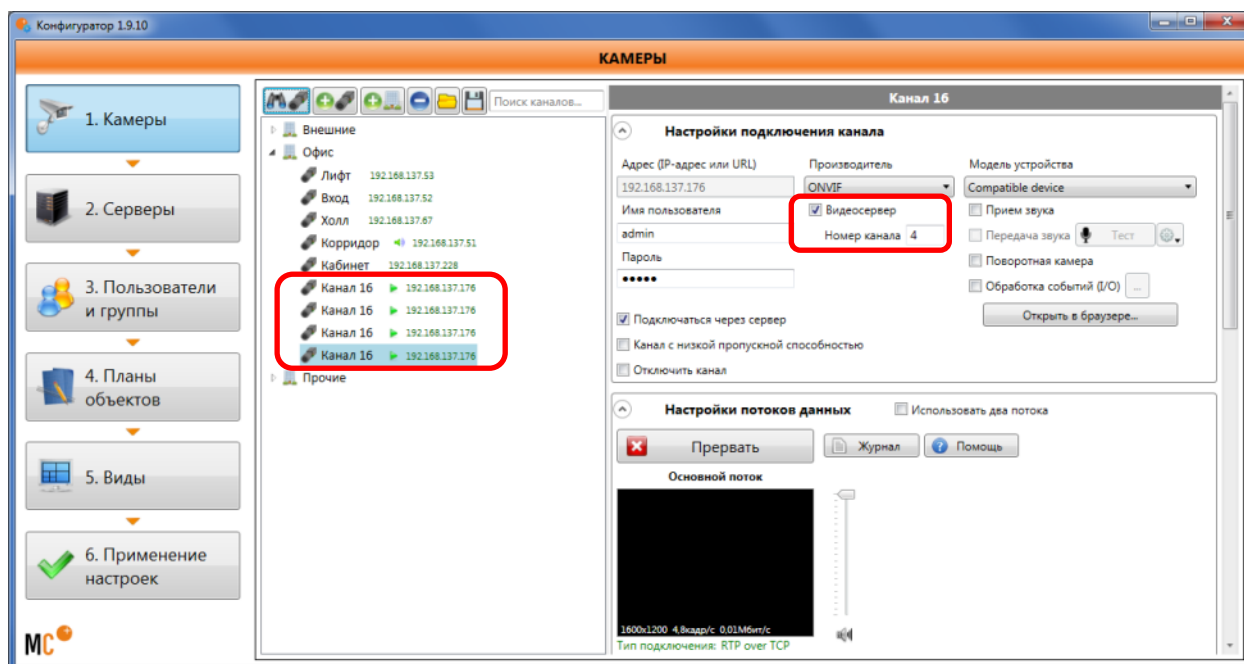 Конфигуратор 1.9.10
КАМЕРЫ
1. Камеры
2. Серверы
3. Пользователи
и группы
4. Планы
объектов
5. Виды
6. Применение
настроек
MC
Поиск каналов...
Внешние
Офис
Лифт 192.168.137.53
Вход 192.168.137.52
Холл 192.168.137.67
Корридор 192.168.137.51
Кабинет 192.168.137.228
Канал 16 192.168.137.176
Канал 16 192.168.137.176
Канал 16 192.168.137.176
Канал 16 192.168.137.176
Прочие
Канал 16
Настройки подключения канала
Адрес (IP-адрес или URL) Производитель Модель устройства
192.168.137.176 ONVIF Compatible device
Имя пользователя Видеосервер Прием звука
admin Номер канала 4 Передача звука Тест
Пароль Поворотная камера
••••• Обработка событий (I/O) ...
Подключаться через сервер Открыть в браузере...
Канал с низкой пропускной способностью
Отключить канал
Настройки потоков данных Использовать два потока
Прервать Журнал Помощь
Основной поток
1600x1200 4,8кадр/с 0,01Мбит/с
Тип подключения: RTP over TCP